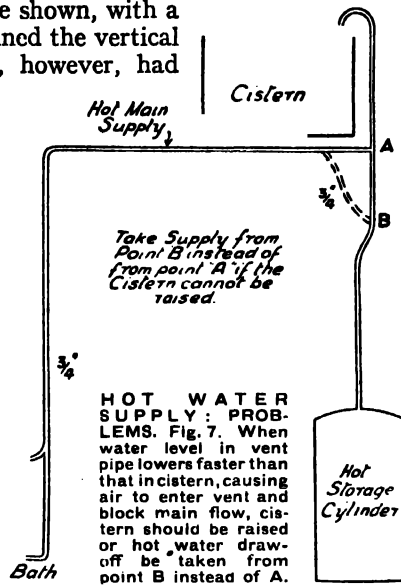 e shown, with a
ned the vertical
, however, had
Cistern
Hot Main
Supply
A
3/4"
B
Take Supply from
Point B instead of
from point "A" if the
Cistern cannot be
raised.
3/4"
HOT WATER
SUPPLY: PROB-
LEMS. Fig. 7. When
water level in vent
pipe lowers faster than
that in cistern, causing
air to enter vent and
block main flow, cis-
tern should be raised
or hot water draw-
off be taken from
point B instead of A.
Hot
Storage
Cylinder
Bath